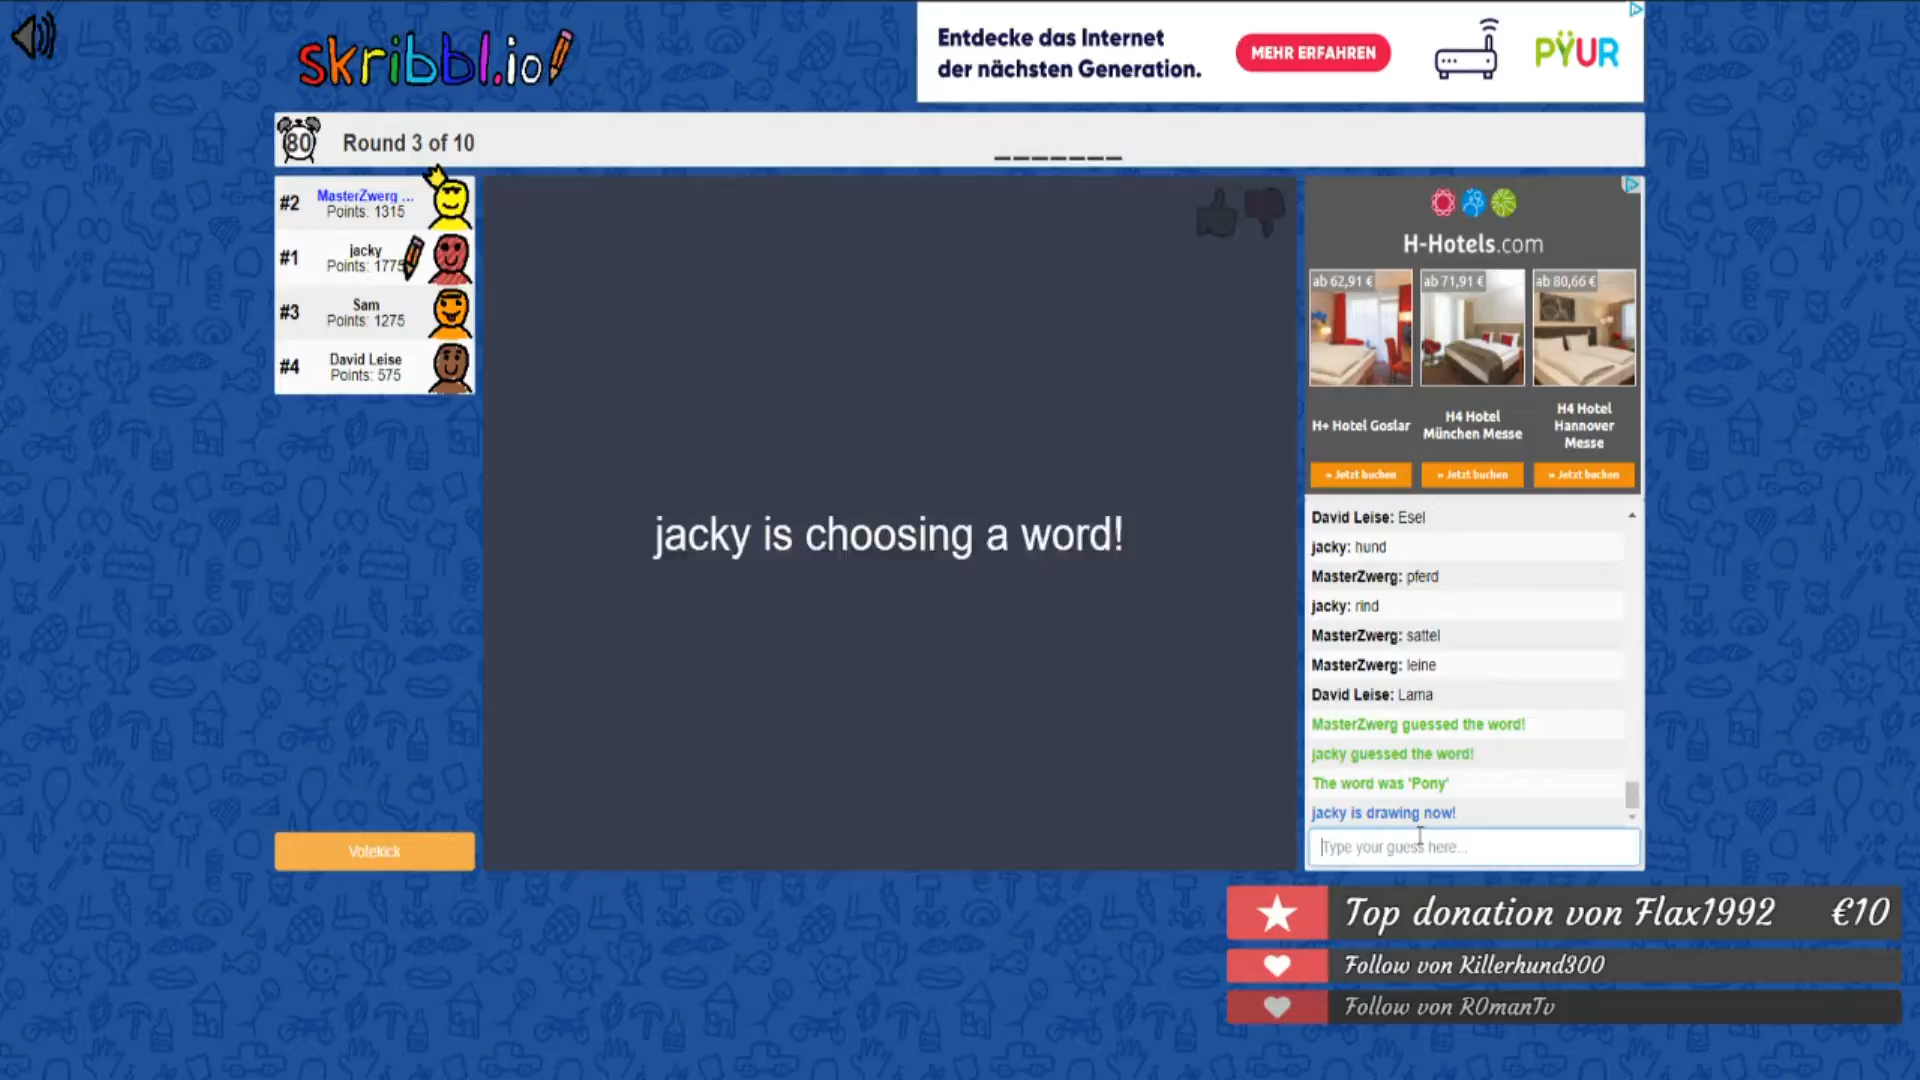 skribbl.io
Entdecke das Internet
der nächsten Generation.
MEHR ERFAHREN
PŸUR
80
Round 3 of 10
_______
#2
MasterZwerg ...
Points: 1315
#1
jacky
Points: 1775
#3
Sam
Points: 1275
#4
David Leise
Points: 575
jacky is choosing a word!
H-Hotels.com
ab 62,91 €
ab 71,91 €
ab 80,66 €
H+ Hotel Goslar
H4 Hotel
München Messe
H4 Hotel
Hannover
Messe
» Jetzt buchen
» Jetzt buchen
» Jetzt buchen
David Leise: Esel
jacky: hund
MasterZwerg: pferd
jacky: rind
MasterZwerg: sattel
MasterZwerg: leine
David Leise: Lama
MasterZwerg guessed the word!
jacky guessed the word!
The word was 'Pony'
jacky is drawing now!
Type your guess here...
Votekick
Top donation von Flax1992 €10
Follow von Killerhund300
Follow von R0manTv